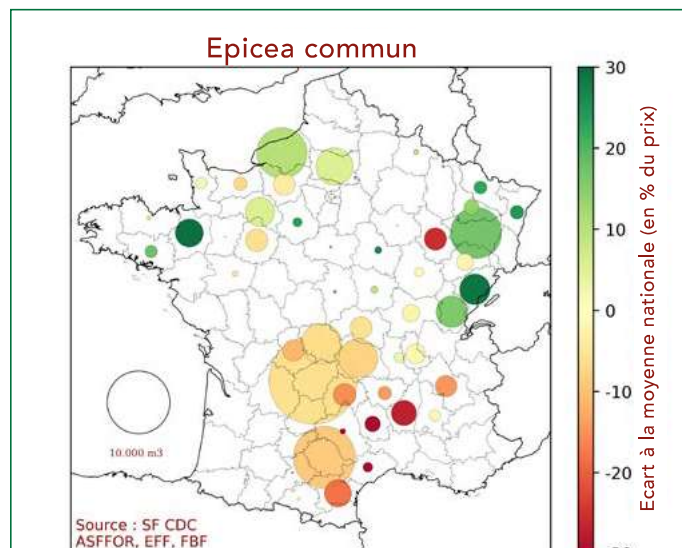 Epicea commun
30
20
10
0
-10
-20
Ecart à la moyenne nationale (en % du prix)
10.000 m3
Source : SF CDC
ASFFOR, EFF, FBF